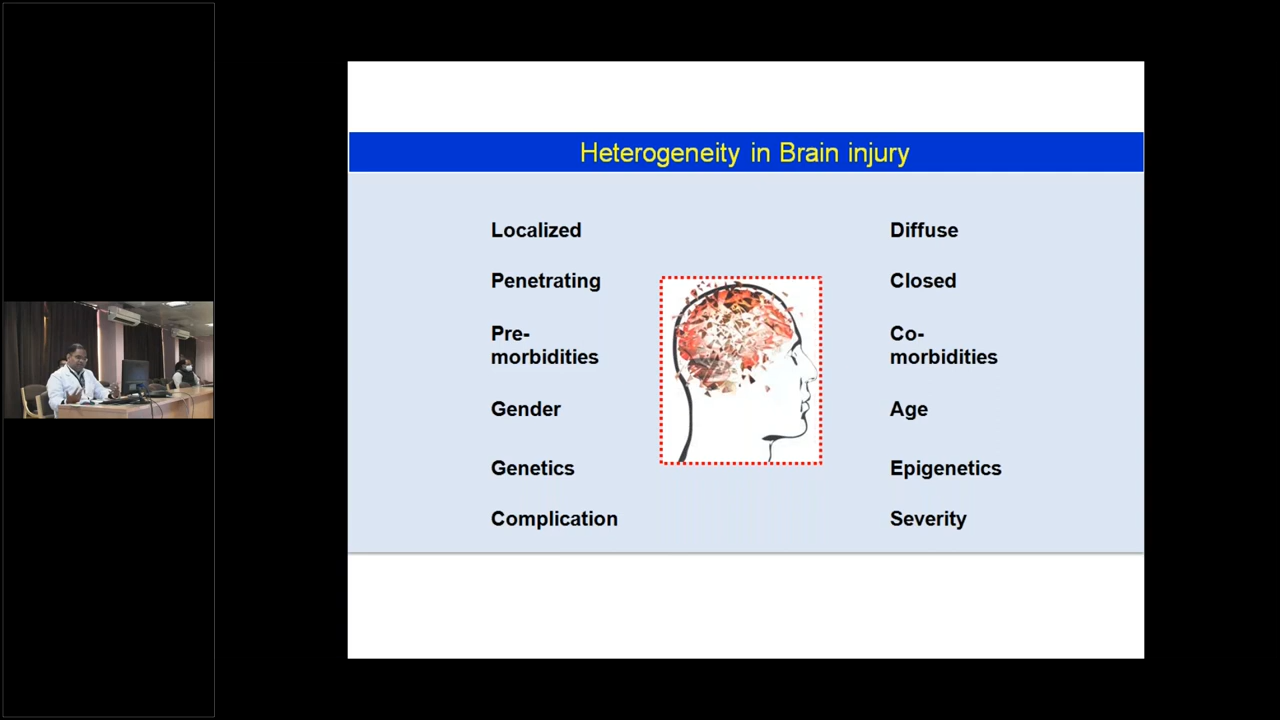 Heterogeneity in Brain injury
Localized
Diffuse
Penetrating
Closed
Pre-
morbidities
Co-
morbidities
Gender
Age
Genetics
Epigenetics
Complication
Severity